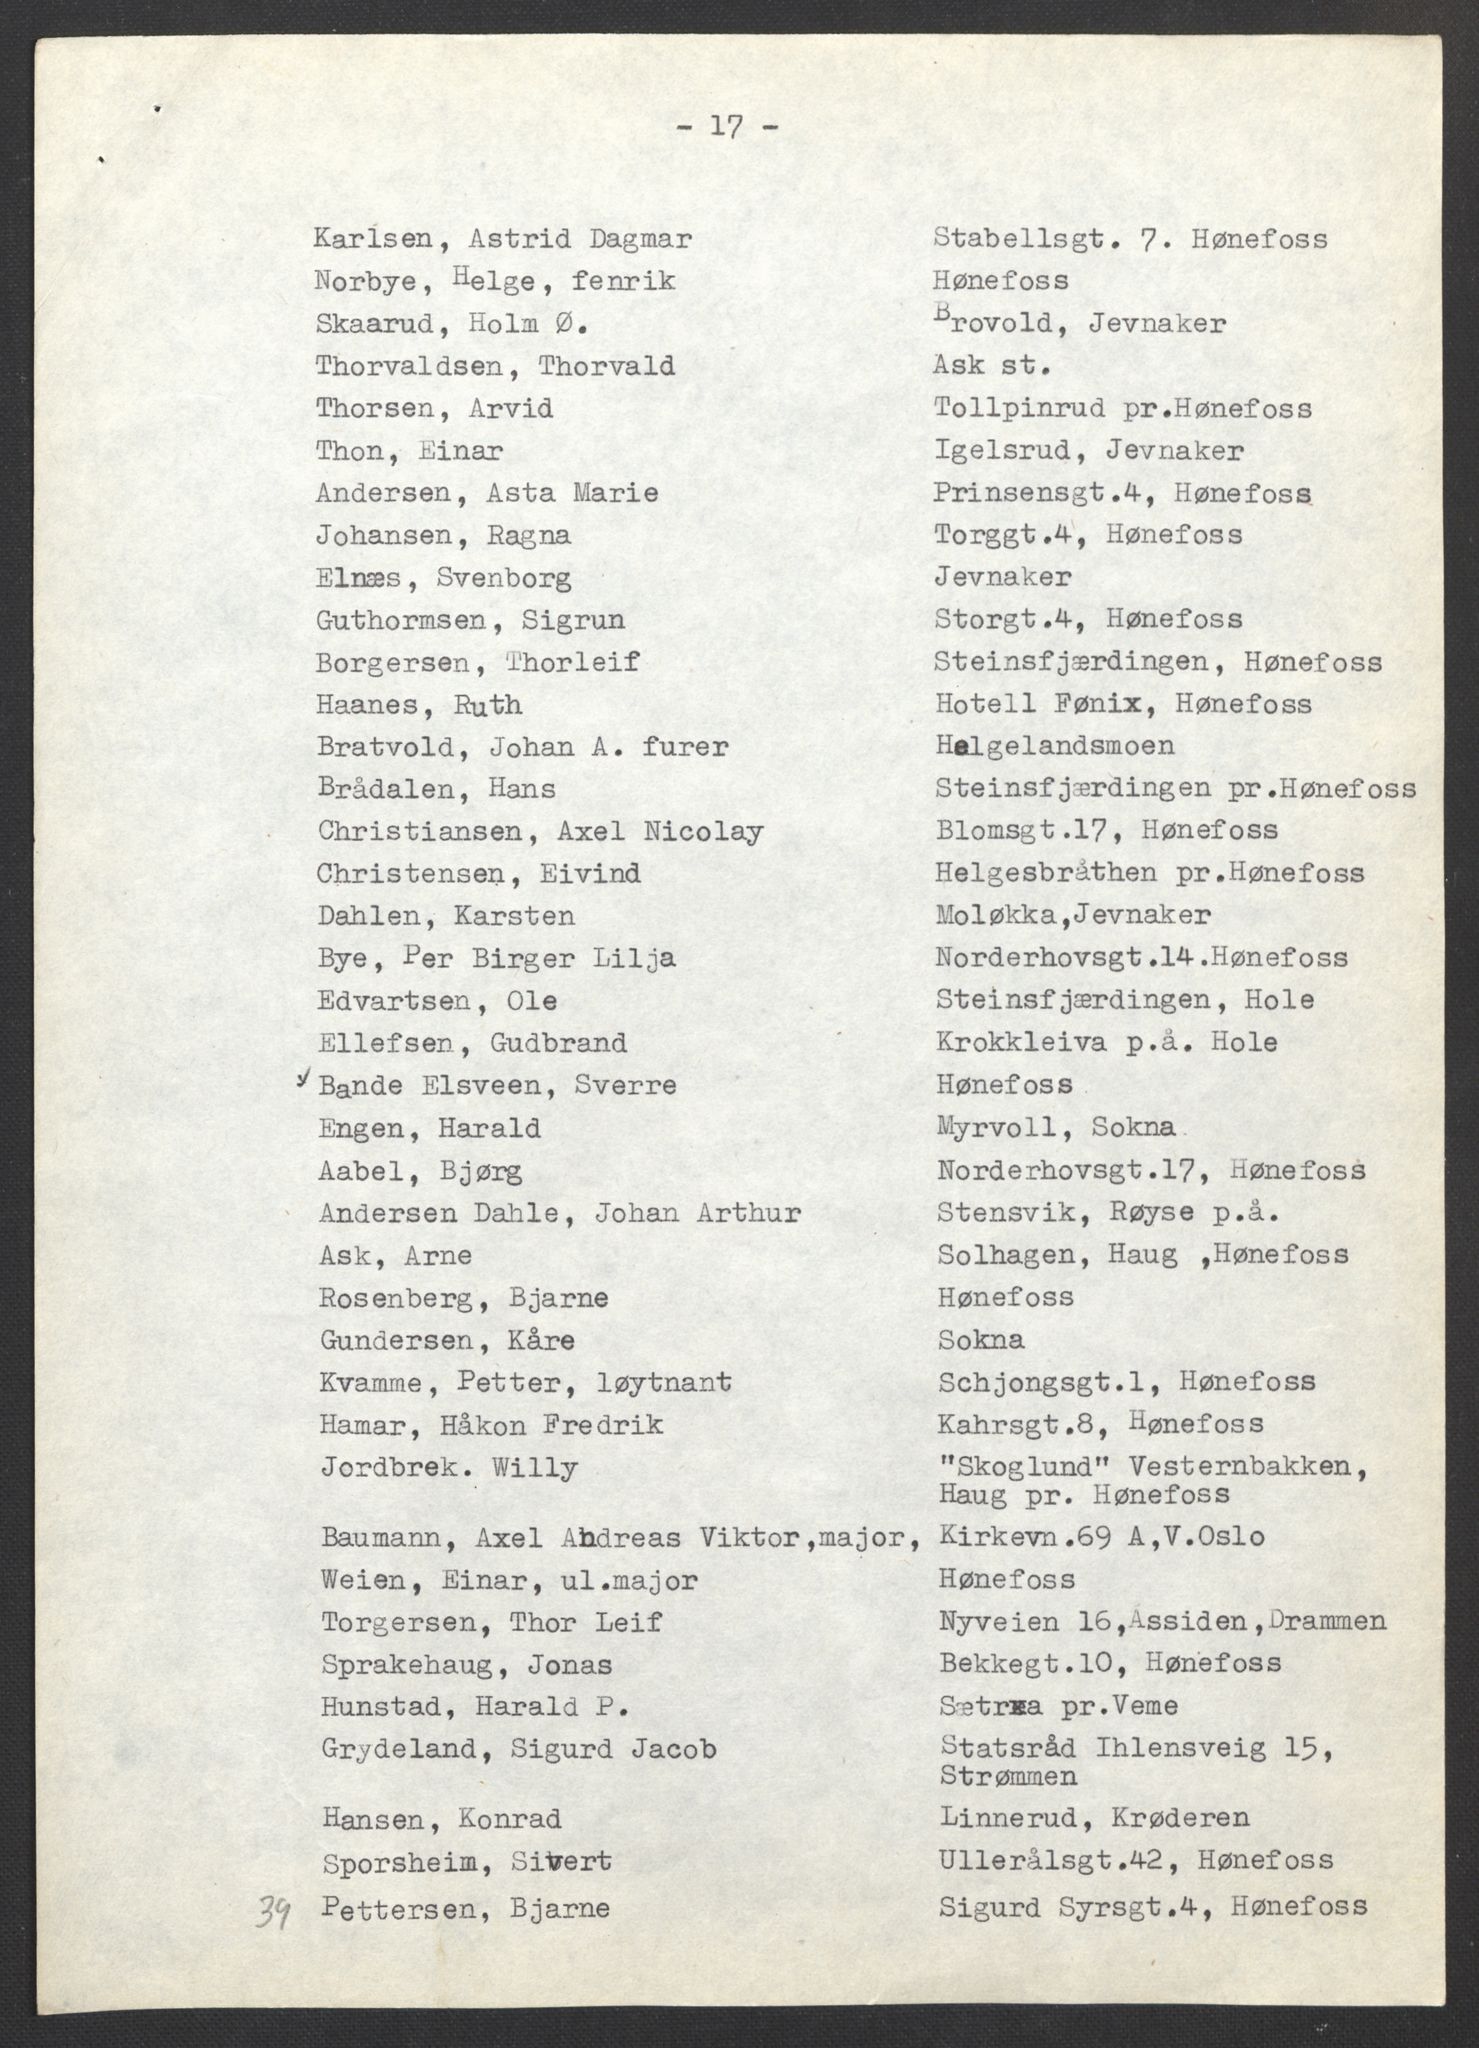 - 17 -
Karlsen, Astrid Dagmar Stabellsgt. 7. Hønefoss
Norbye, Helge, fenrik Hønefoss
Skaarud, Holm Ø. Brovold, Jevnaker
Thorvaldsen, Thorvald Ask st.
Thorsen, Arvid Tollpinrud pr.Hønefoss
Thon, Einar Igelsrud, Jevnaker
Andersen, Asta Marie Prinsensgt.4, Hønefoss
Johansen, Ragna Torggt.4, Hønefoss
Elnæs, Svenborg Jevnaker
Guthormsen, Sigrun Storgt.4, Hønefoss
Borgersen, Thorleif Steinsfjærdingen, Hønefoss
Haanes, Ruth Hotell Fønix, Hønefoss
Bratvold, Johan A. furer Helgelandsmoen
Brådalen, Hans Steinsfjærdingen pr.Hønefoss
Christiansen, Axel Nicolay Blomsgt.17, Hønefoss
Christensen, Eivind Helgesbråthen pr.Hønefoss
Dahlen, Karsten Moløkka,Jevnaker
Bye, Per Birger Lilja Norderhovsgt.14.Hønefoss
Edvartsen, Ole Steinsfjærdingen, Hole
Ellefsen, Gudbrand Krokkleiva p.å. Hole
Bande Elsveen, Sverre Hønefoss
Engen, Harald Myrvoll, Sokna
Aabel, Bjørg Norderhovsgt.17, Hønefoss
Andersen Dahle, Johan Arthur Stensvik, Røyse p.å.
Ask, Arne Solhagen, Haug ,Hønefoss
Rosenberg, Bjarne Hønefoss
Gundersen, Kåre Sokna
Kvamme, Petter, løytnant Schjongsgt.1, Hønefoss
Hamar, Håkon Fredrik Kahrsgt.8, Hønefoss
Jordbrek. Willy "Skoglund" Vesternbakken,
Haug pr. Hønefoss
Baumann, Axel Andreas Viktor,major, Kirkevn.69 A,V.Oslo
Weien, Einar, ul.major Hønefoss
Torgersen, Thor Leif Nyveien 16,Åssiden,Drammen
Sprakehaug, Jonas Bekkegt.10, Hønefoss
Hunstad, Harald P. Sætra pr.Veme
Grydeland, Sigurd Jacob Statsråd Ihlensveig 15,
Strømmen
Hansen, Konrad Linnerud, Krøderen
Sporsheim, Sivert Ullerålsgt.42, Hønefoss
39 Pettersen, Bjarne Sigurd Syrsgt.4, Hønefoss